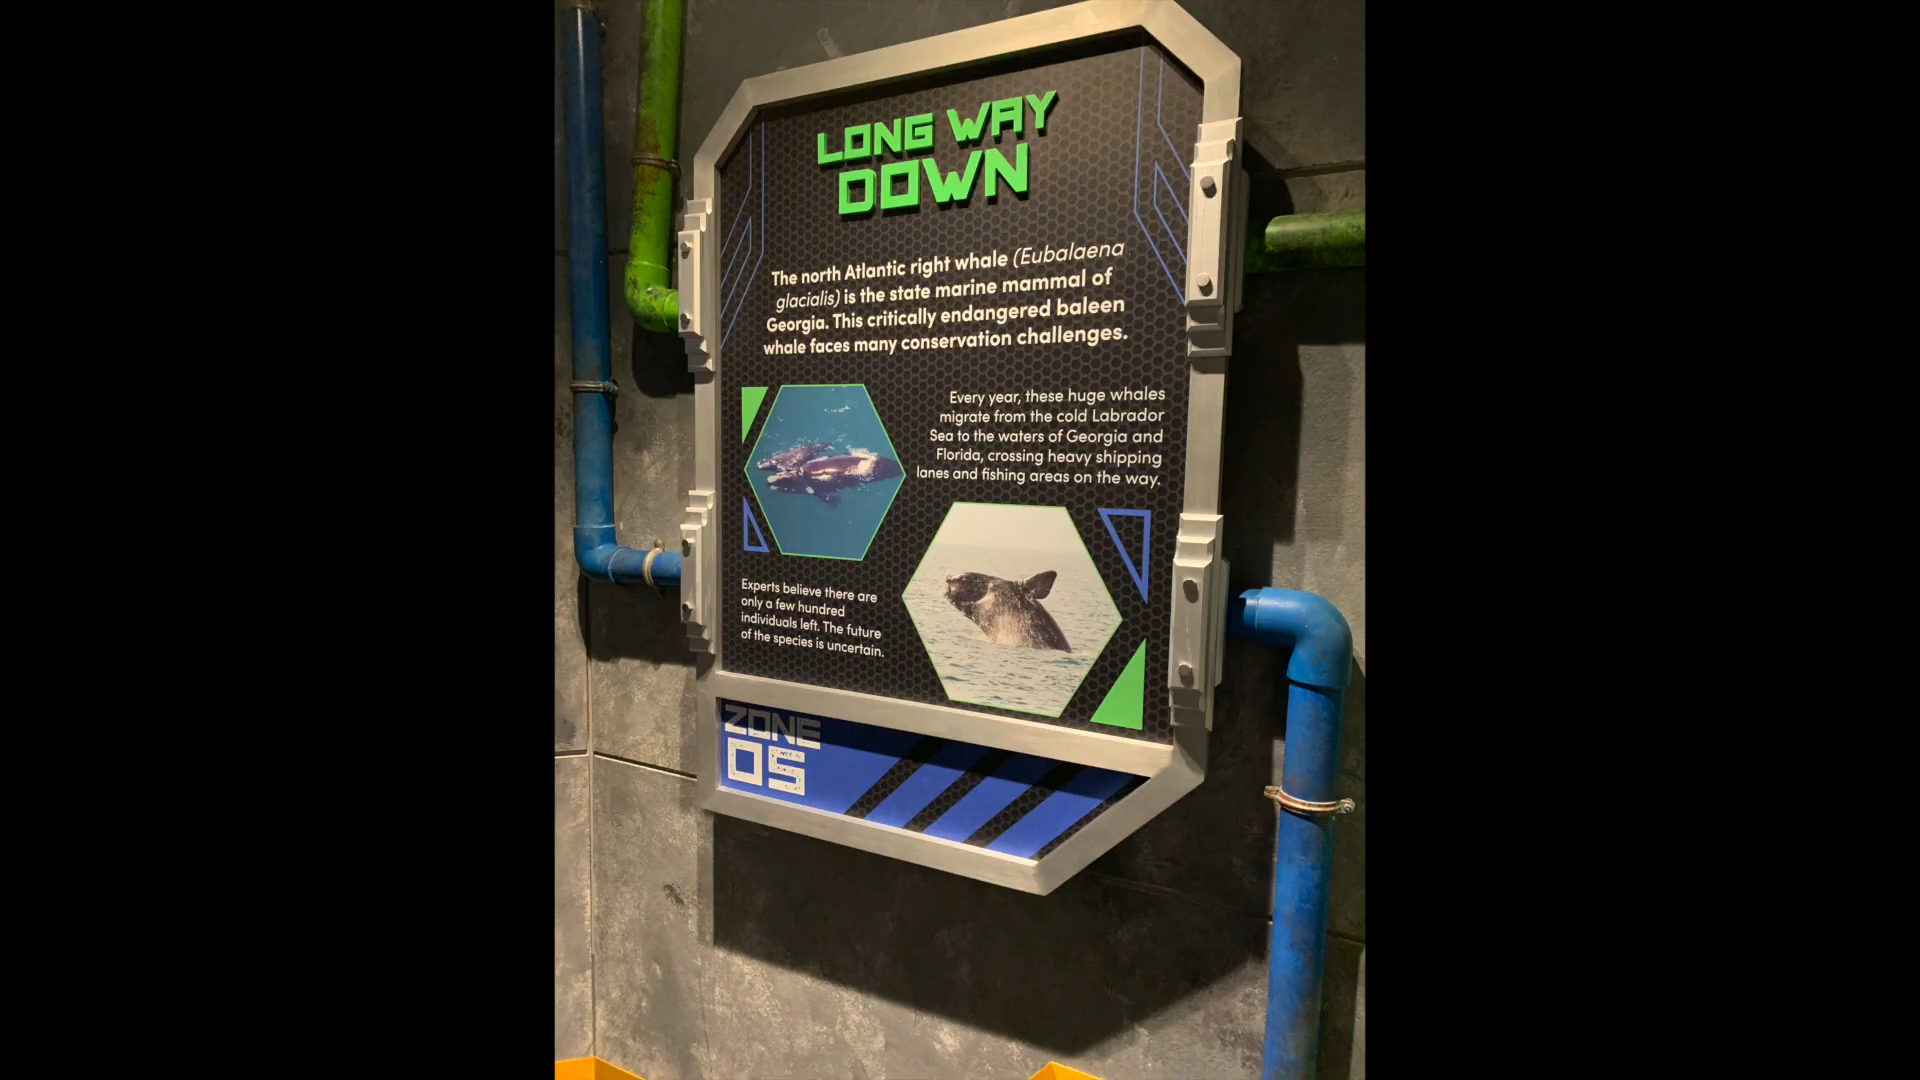 LONG WAY
DOWN
The north Atlantic right whale (Eubalaena
glacialis) is the state marine mammal of
Georgia. This critically endangered baleen
whale faces many conservation challenges.
Every year, these huge whales
migrate from the cold Labrador
Sea to the waters of Georgia and
Florida, crossing heavy shipping
lanes and fishing areas on the way.
Experts believe there are
only a few hundred
individuals left. The future
of the species is uncertain.
ZONE
05